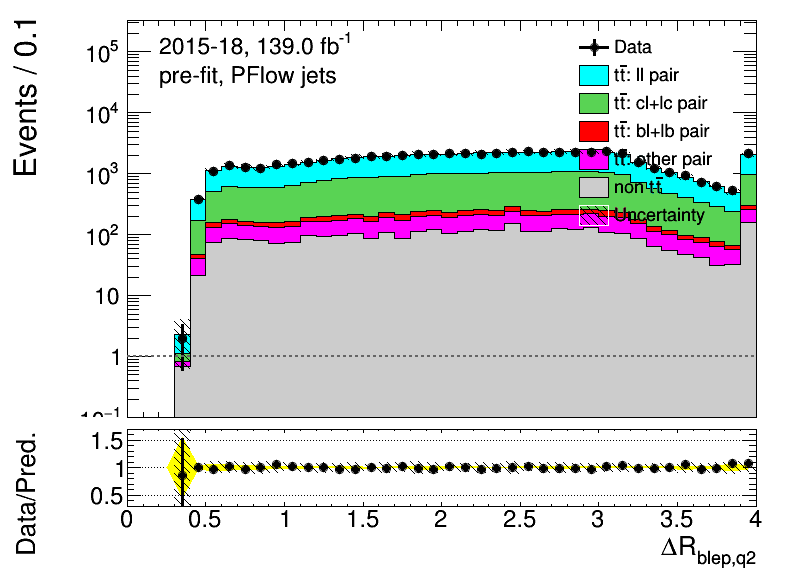 Events / 0.1
2015-18, 139.0 fb⁻¹
pre-fit, PFlow jets
Data
tt̄: ll pair
tt̄: cl+lc pair
tt̄: bl+lb pair
tt̄: other pair
non tt̄
Uncertainty
10⁵
10⁴
10³
10²
10
1
10⁻¹
Data/Pred.
1.5
1
0.5
0 0.5 1 1.5 2 2.5 3 3.5 4
ΔR_blep,q2